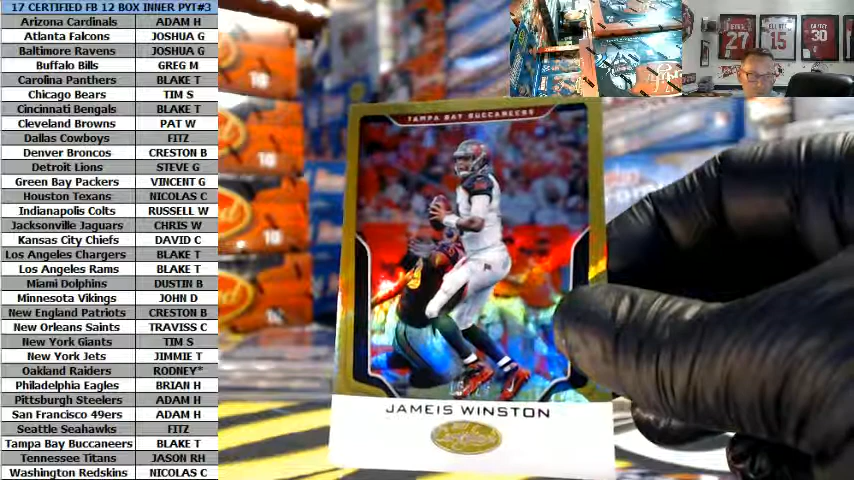 17 CERTIFIED FB 12 BOX INNER PYT#3
Arizona Cardinals ADAM H
Atlanta Falcons JOSHUA G
Baltimore Ravens JOSHUA G
Buffalo Bills GREG M
Carolina Panthers BLAKE T
Chicago Bears TIM S
Cincinnati Bengals BLAKE T
Cleveland Browns PAT W
Dallas Cowboys FITZ
Denver Broncos CRESTON B
Detroit Lions STEVE G
Green Bay Packers VINCENT G
Houston Texans NICOLAS C
Indianapolis Colts RUSSELL W
Jacksonville Jaguars CHRIS W
Kansas City Chiefs DAVID C
Los Angeles Chargers BLAKE T
Los Angeles Rams BLAKE T
Miami Dolphins DUSTIN B
Minnesota Vikings JOHN D
New England Patriots CRESTON B
New Orleans Saints TRAVISS C
New York Giants TIM S
New York Jets JIMMIE T
Oakland Raiders RODNEY*
Philadelphia Eagles BRIAN H
Pittsburgh Steelers ADAM H
San Francisco 49ers ADAM H
Seattle Seahawks FITZ
Tampa Bay Buccaneers BLAKE T
Tennessee Titans JASON RH
Washington Redskins NICOLAS C
TAMPA BAY BUCCANEERS
JAMEIS WINSTON
27
15
30